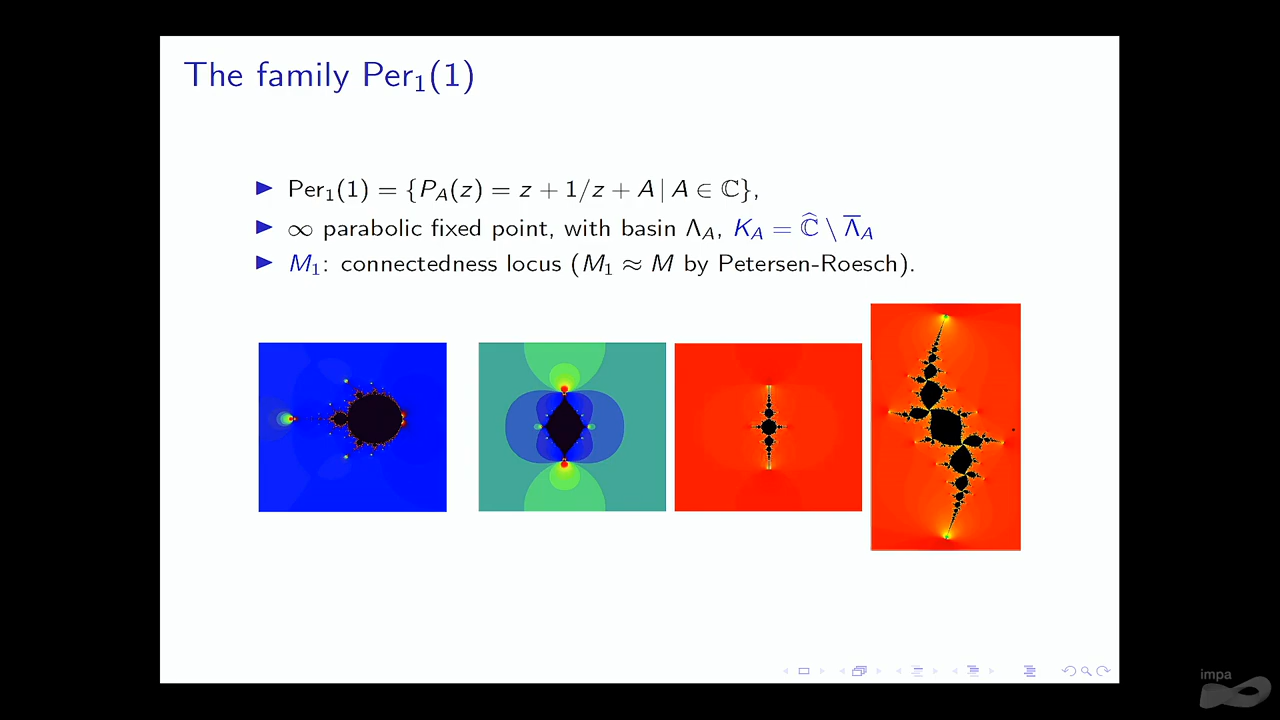 The family Per₁(1)
▶ Per₁(1) = {P_A(z) = z + 1/z + A | A ∈ ℂ},
▶ ∞ parabolic fixed point, with basin Λ_A, K_A = ℂ̂ \ Λ̅_A
▶ M₁: connectedness locus (M₁ ≈ M by Petersen-Roesch).
impa